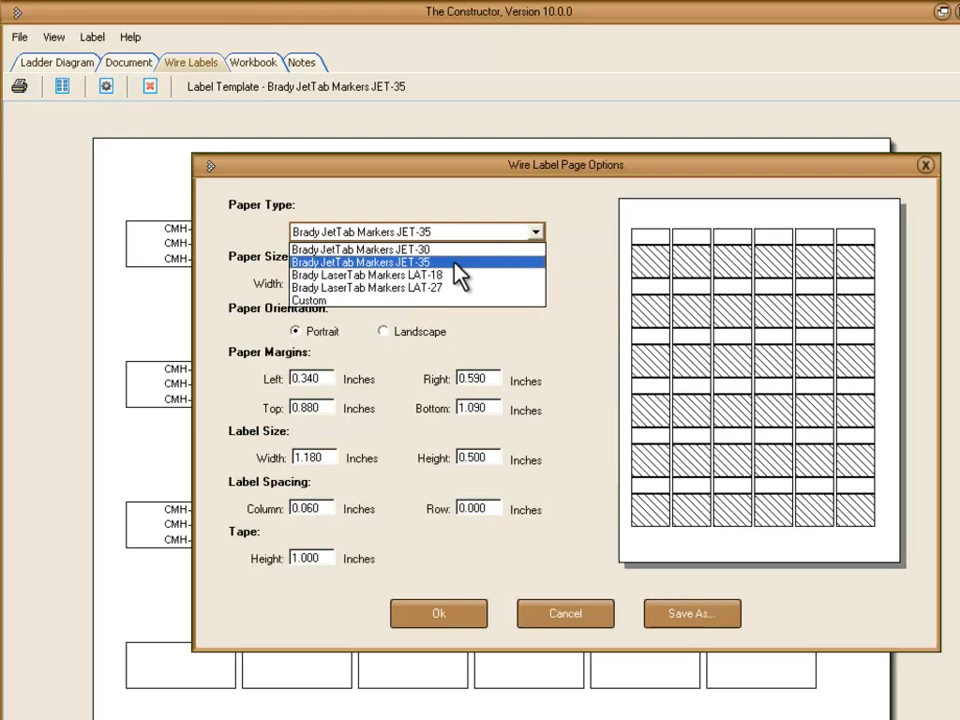 The Constructor, Version 10.0.0
File View Label Help
Ladder Diagram Document Wire Labels Workbook Notes
Label Template - Brady JetTab Markers JET-35
Wire Label Page Options
Paper Type:
Brady JetTab Markers JET-35
Brady JetTab Markers JET-30
Brady JetTab Markers JET-35
Brady LaserTab Markers LAT-18
Brady LaserTab Markers LAT-27
Custom
Paper Size
Width:
Paper Orientation:
Portrait Landscape
Paper Margins:
Left: 0.340 Inches Right: 0.590 Inches
Top: 0.880 Inches Bottom: 1.090 Inches
Label Size:
Width: 1.180 Inches Height: 0.500 Inches
Label Spacing:
Column: 0.060 Inches Row: 0.000 Inches
Tape:
Height: 1.000 Inches
Ok Cancel Save As...
CMH-
CMH-
CMH-
CMH-
CMH-
CMH-
CMH-
CMH-
CMH-